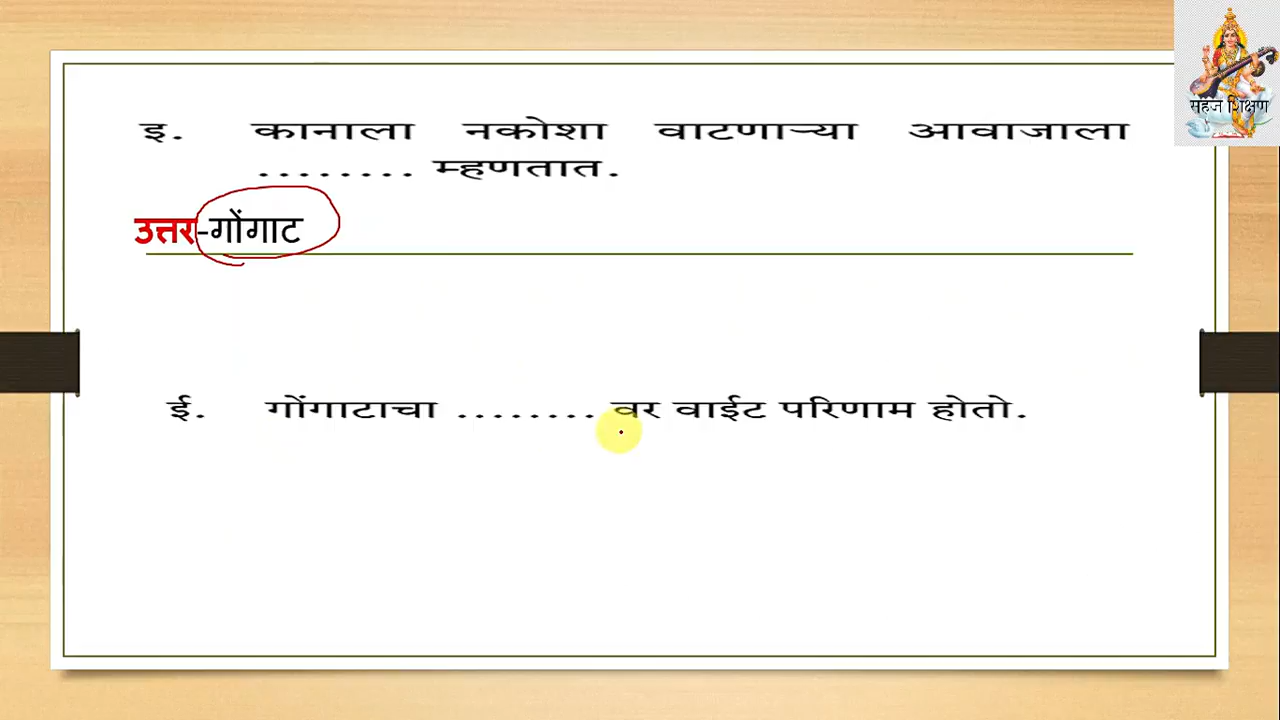 सहज शिक्षण
इ. कानाला नकोशा वाटणाऱ्या आवाजाला
........ म्हणतात.
उत्तर-गोंगाट
ई. गोंगाटाचा ........ वर वाईट परिणाम होतो.